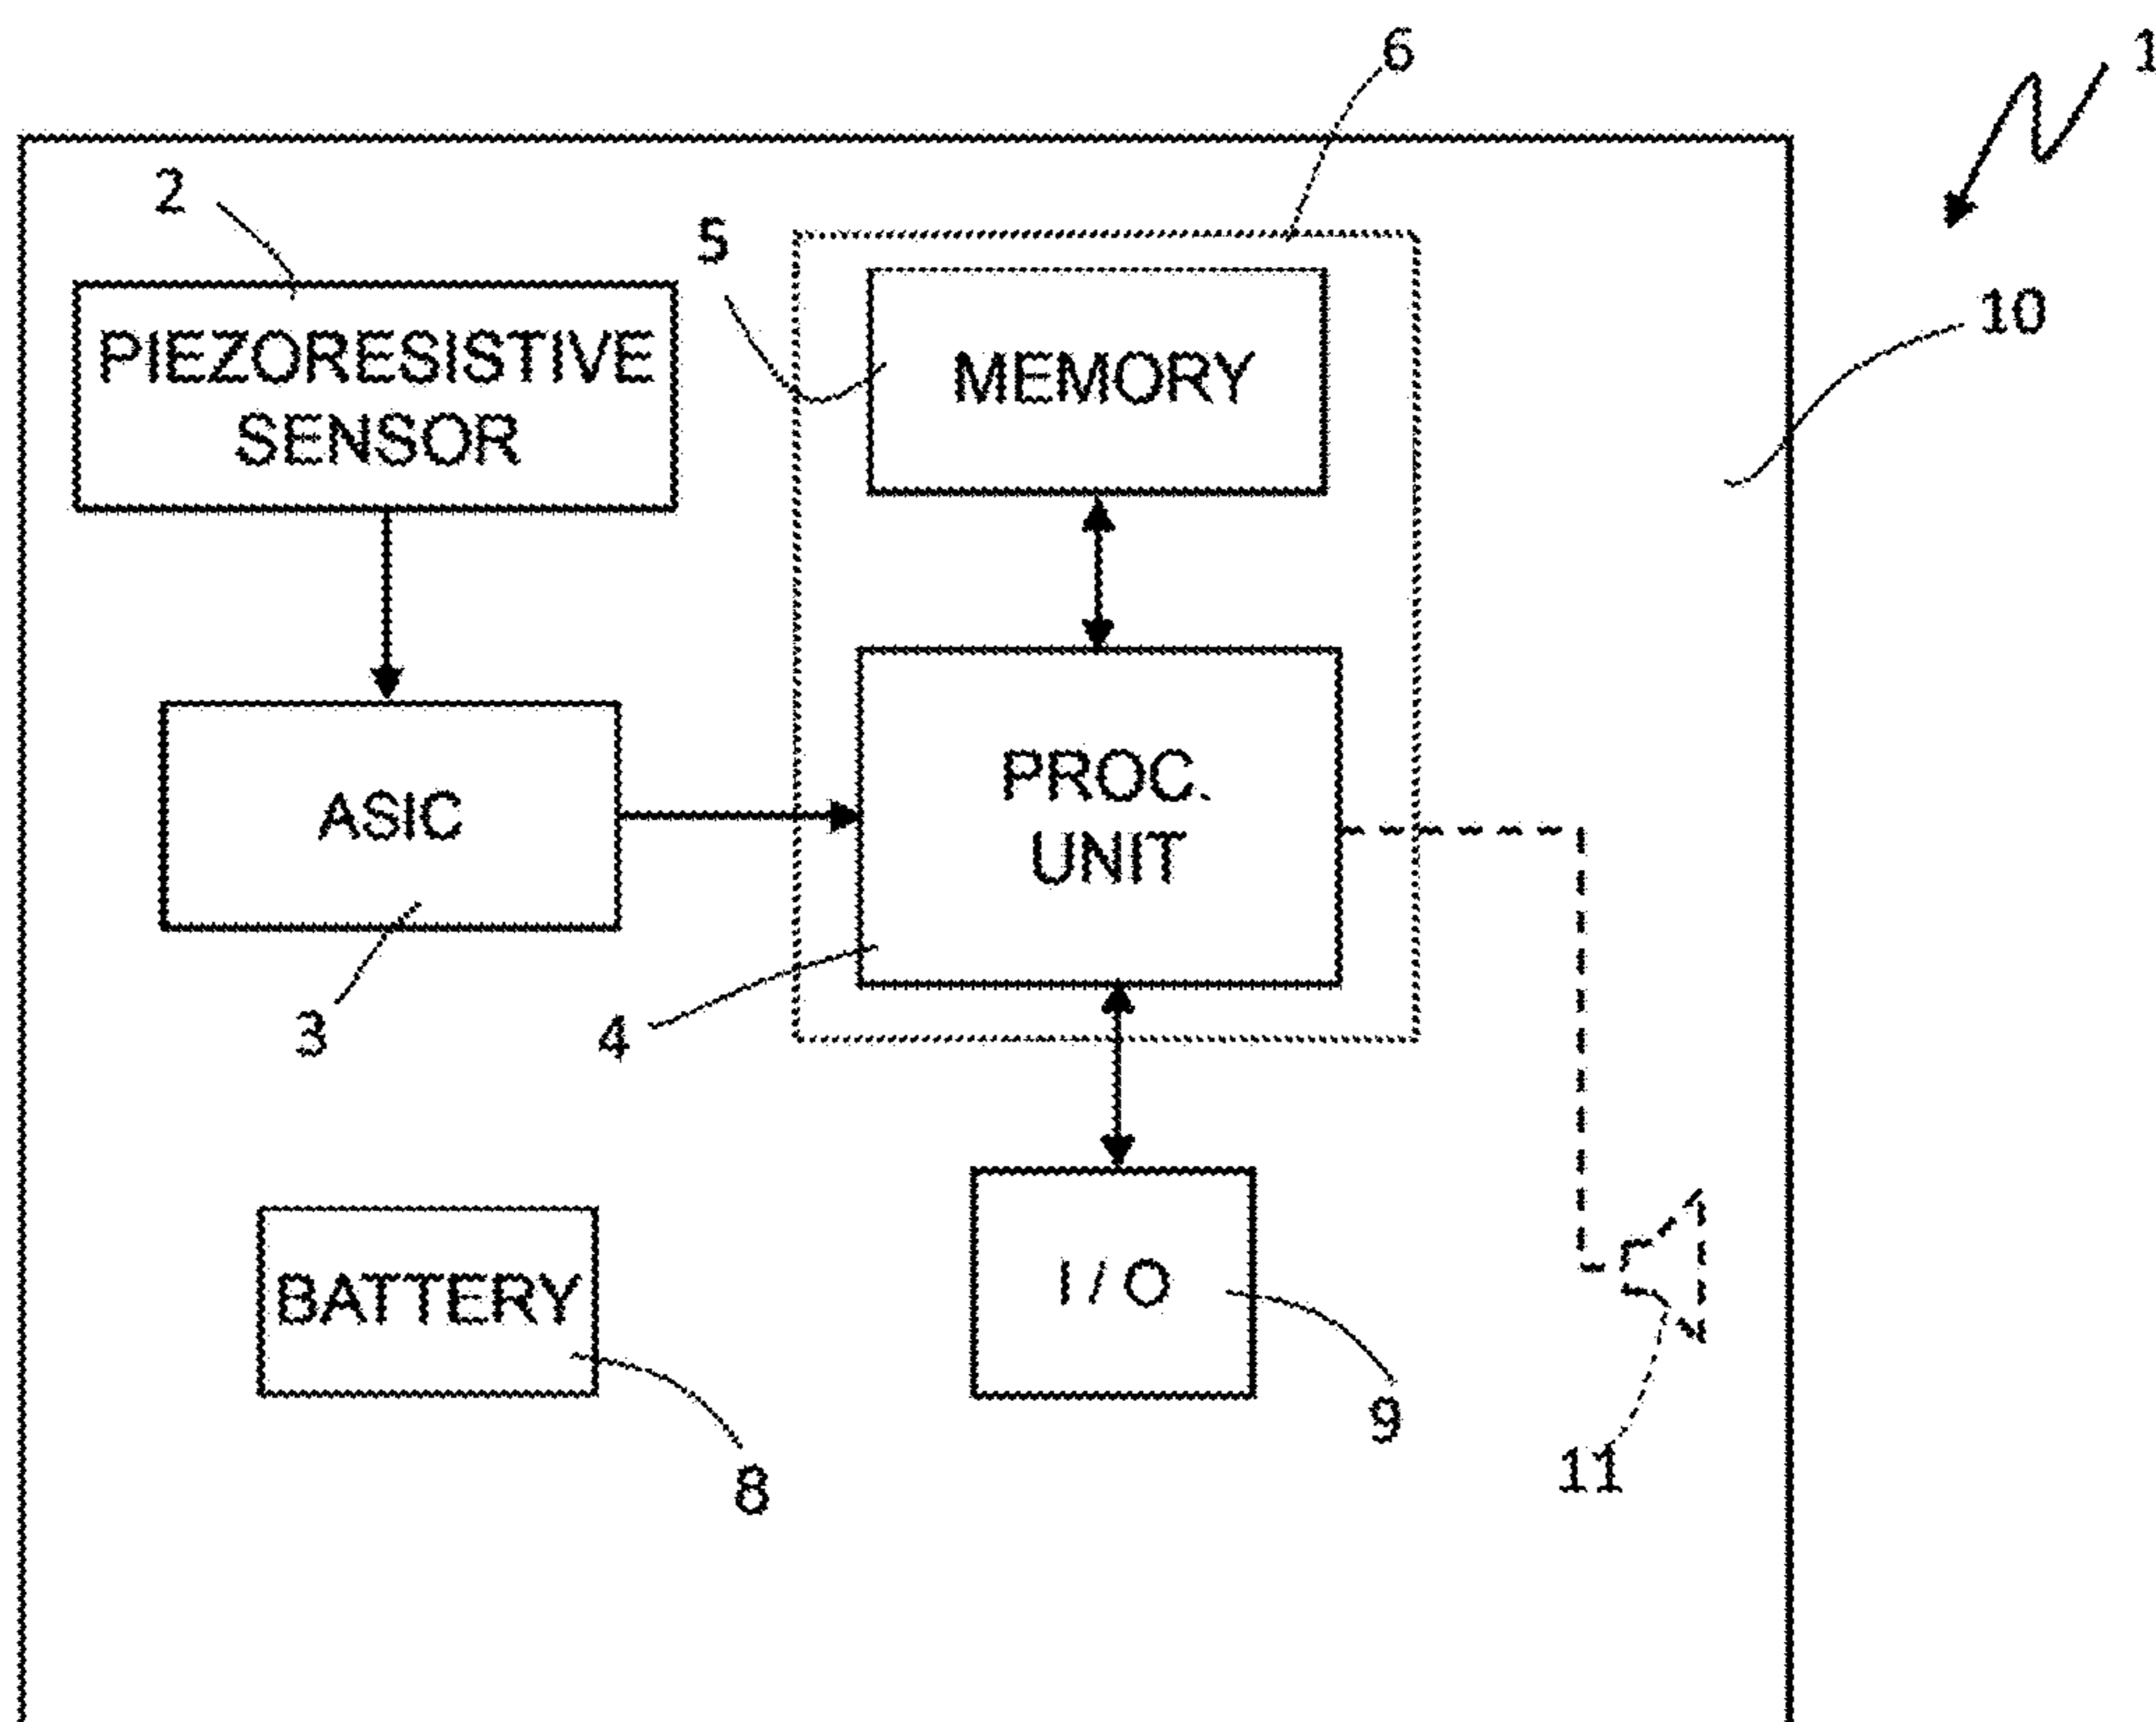 6
1
2
5
10
PIEZORESISTIVE
SENSOR
MEMORY
ASIC
PROC.
UNIT
3
4
BATTERY
I / O
9
8
11